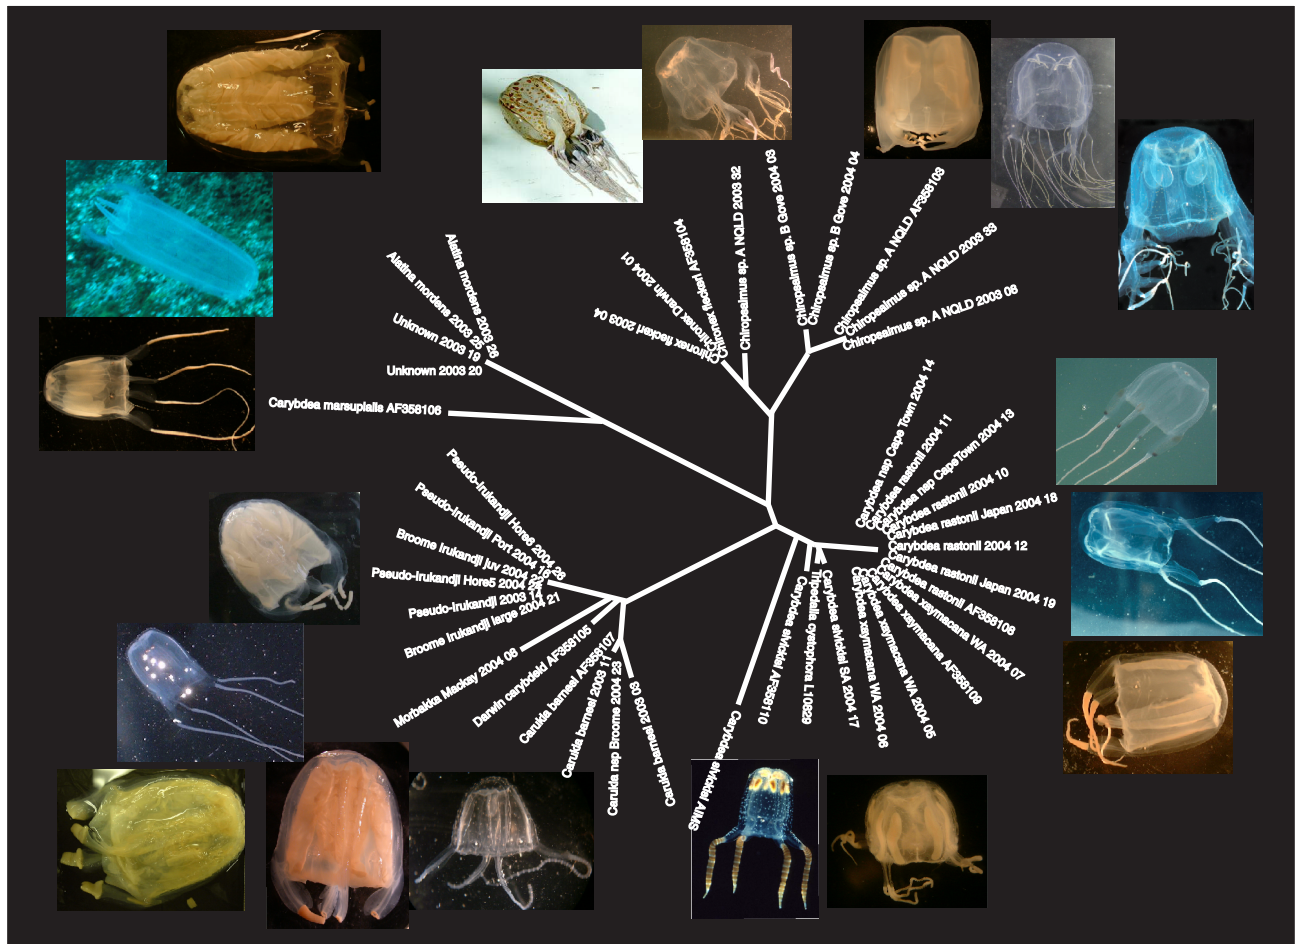 Alatina mordens 2003 26
Alatina mordens 2003 25
Unknown 2003 19
Unknown 2003 20
Carybdea marsupialis AF358106
Chironex fleckeri 2003 04
Chironex Darwin 2004 01
Chironex fleckeri AF358104
Chiropsalmus sp. A NQLD 2003 32
Chiropsalmus sp. B Gove 2004 03
Chiropsalmus sp. B Gove 2004 04
Chiropsalmus sp. A NQLD AF358103
Chiropsalmus sp. A NQLD 2003 33
Chiropsalmus sp. A NQLD 2003 08
Carybdea nsp Cape Town 2004 14
Carybdea rastonii 2004 11
Carybdea nsp CapeTown 2004 13
Carybdea rastonii 2004 10
Carybdea rastonii Japan 2004 18
Carybdea rastonii 2004 12
Carybdea rastonii Japan 2004 19
Carybdea rastonii AF358108
Carybdea xaymacana WA 2004 07
Carybdea xaymacana AF358109
Carybdea xaymacana WA 2004 05
Carybdea xaymacana WA 2004 06
Carybdea sivickisi SA 2004 17
Tripedalia cystophora L10829
Carybdea sivickisi AF358110
Carybdea sivickisi AIMS
Pseudo-Irukandji Hore6 2004 26
Pseudo-Irukandji Port 2004 16
Broome Irukandji juv 2004 22
Pseudo-Irukandji Hore5 2004 25
Pseudo-Irukandji 2003 14
Broome Irukandji large 2004 21
Morbakka Mackay 2004 08
Darwin carybdeid AF358105
Carukia barnesi AF358107
Carukia barnesi 2003 11
Carukia nsp Broome 2004 23
Carukia barnesi 2003 03